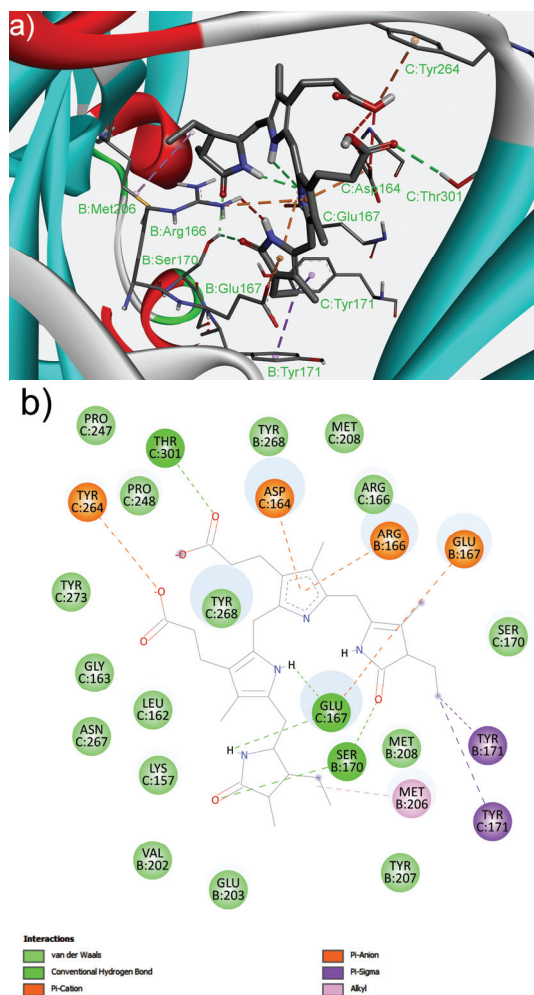 a)
C:Tyr264
B:Met206
C:Asp164
C:Thr301
B:Arg166
C:Glu167
B:Ser170
B:Glu167
C:Tyr171
B:Tyr171
b)
PRO
C:247
THR
C:301
TYR
B:268
MET
C:208
TYR
C:264
PRO
C:248
ASP
C:164
ARG
C:166
ARG
B:166
GLU
B:167
O
O
O
TYR
C:273
O
TYR
C:268
N
SER
C:170
N
H
GLY
C:163
H
N
O
LEU
C:162
GLU
C:167
ASN
C:267
H
N
SER
B:170
MET
B:208
TYR
B:171
LYS
C:157
O
MET
B:206
TYR
C:171
VAL
B:202
GLU
B:203
TYR
B:207
Interactions
van der Waals
Conventional Hydrogen Bond
Pi-Cation
Pi-Anion
Pi-Sigma
Alkyl